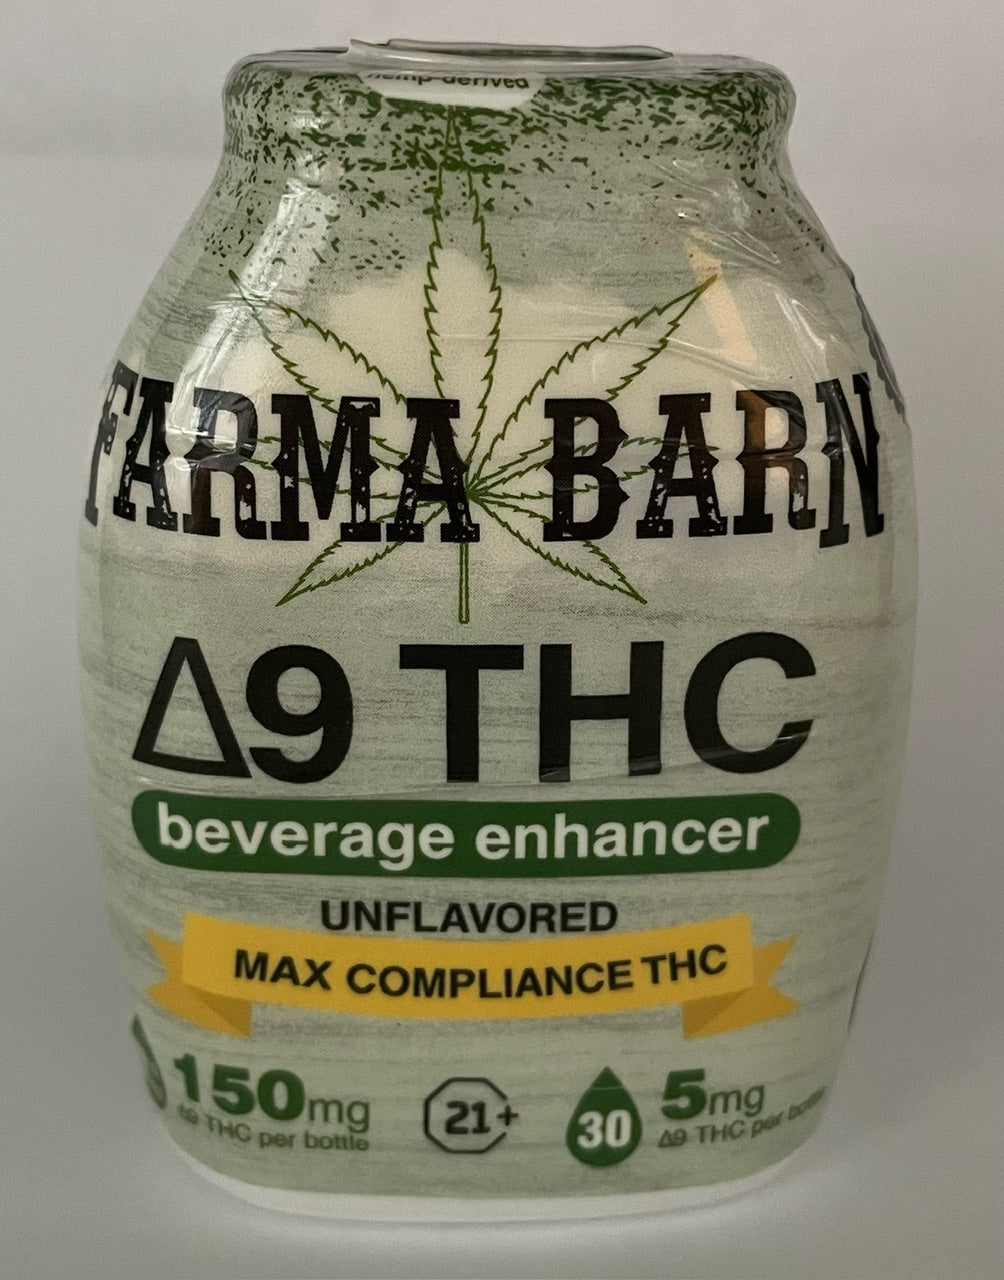 hemp-derived
FARMA BARN
Δ9 THC
beverage enhancer
UNFLAVORED
MAX COMPLIANCE THC
150mg
Δ9 THC per bottle
21+
30
5mg
Δ9 THC per bottle